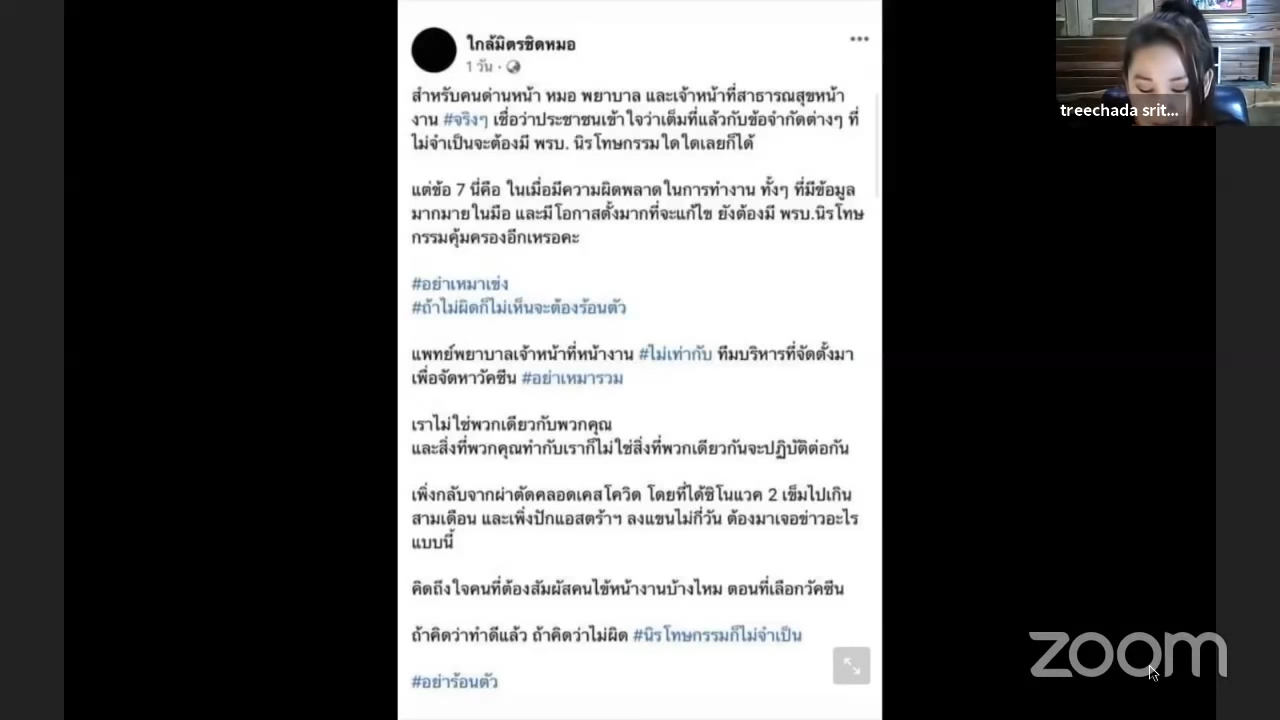 ใกล้มิตรชิดหมอ
1 วัน ·
สำหรับคนด่านหน้า หมอ พยาบาล และเจ้าหน้าที่สาธารณสุขหน้า
งาน #จริงๆ เชื่อว่าประชาชนเข้าใจว่าเต็มที่แล้วกับข้อจำกัดต่างๆ ที่
ไม่จำเป็นจะต้องมี พรบ. นิรโทษกรรมใดใดเลยก็ได้
แต่ข้อ 7 นี่คือ ในเมื่อมีความผิดพลาดในการทำงาน ทั้งๆ ที่มีข้อมูล
มากมายในมือ และมีโอกาสตั้งมากที่จะแก้ไข ยังต้องมี พรบ.นิรโทษ
กรรมคุ้มครองอีกเหรอคะ
#อย่าเหมาเข่ง
#ถ้าไม่ผิดก็ไม่เห็นจะต้องร้อนตัว
แพทย์พยาบาลเจ้าหน้าที่หน้างาน #ไม่เท่ากับ ทีมบริหารที่จัดตั้งมา
เพื่อจัดหาวัคซีน #อย่าเหมารวม
เราไม่ใช่พวกเดียวกับพวกคุณ
และสิ่งที่พวกคุณทำกับเราก็ไม่ใช่สิ่งที่พวกเดียวกันจะปฏิบัติต่อกัน
เพิ่งกลับจากผ่าตัดคลอดเคสโควิด โดยที่ได้ซิโนแวค 2 เข็มไปเกิน
สามเดือน และเพิ่งปักแอสตร้าฯ ลงแขนไม่กี่วัน ต้องมาเจอข่าวอะไร
แบบนี้
คิดถึงใจคนที่ต้องสัมผัสคนไข้หน้างานบ้างไหม ตอนที่เลือกวัคซีน
ถ้าคิดว่าทำดีแล้ว ถ้าคิดว่าไม่ผิด #นิรโทษกรรมก็ไม่จำเป็น
#อย่าร้อนตัว
treechada srit...
zoom